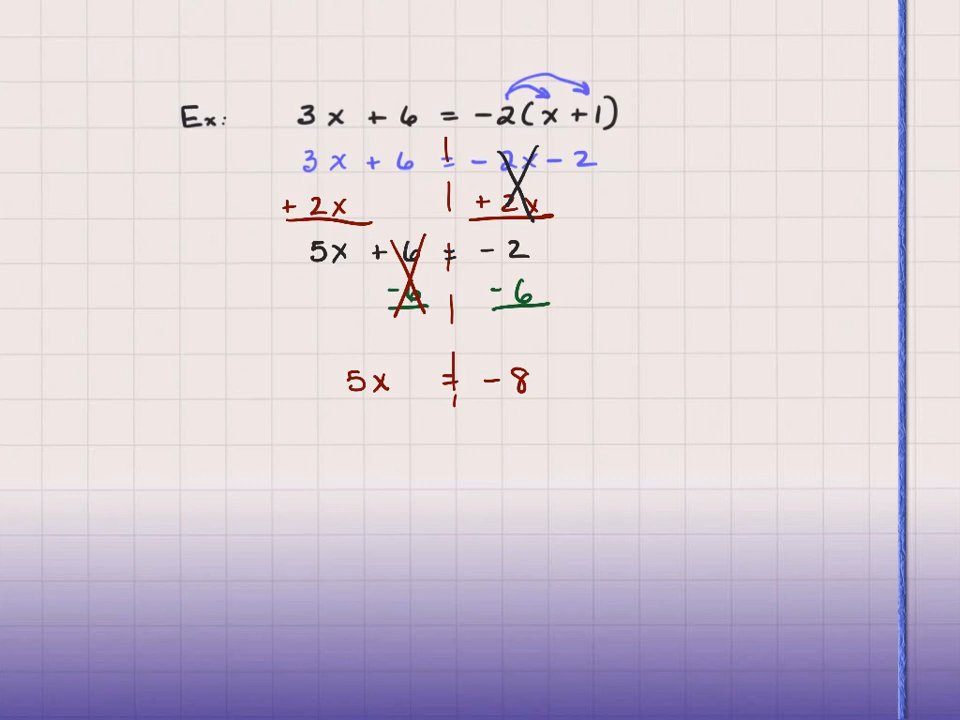 Ex: 3x + 6 = -2(x + 1)
3x + 6 = - 2x - 2
+ 2x + 2x
5x + 6 = - 2
- 6 - 6
5x = - 8